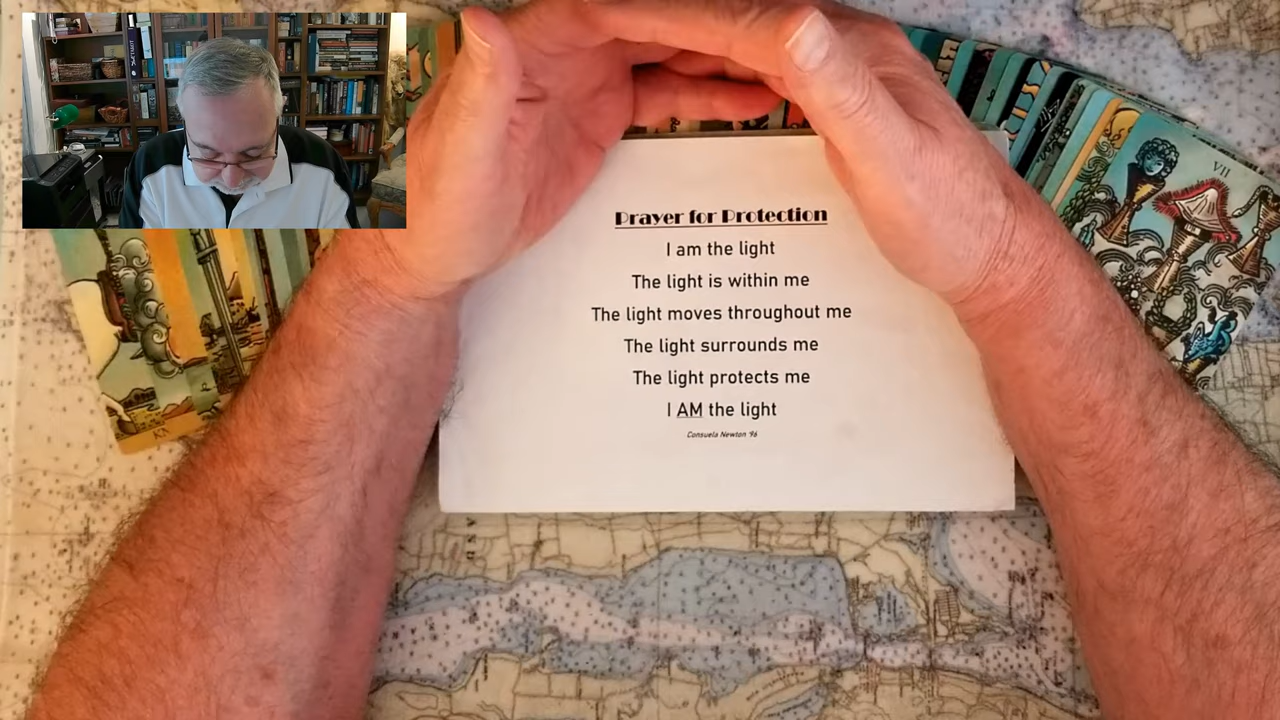 Prayer for Protection
I am the light
The light is within me
The light moves throughout me
The light surrounds me
The light protects me
I AM the light
Consuela Newton '96
VII